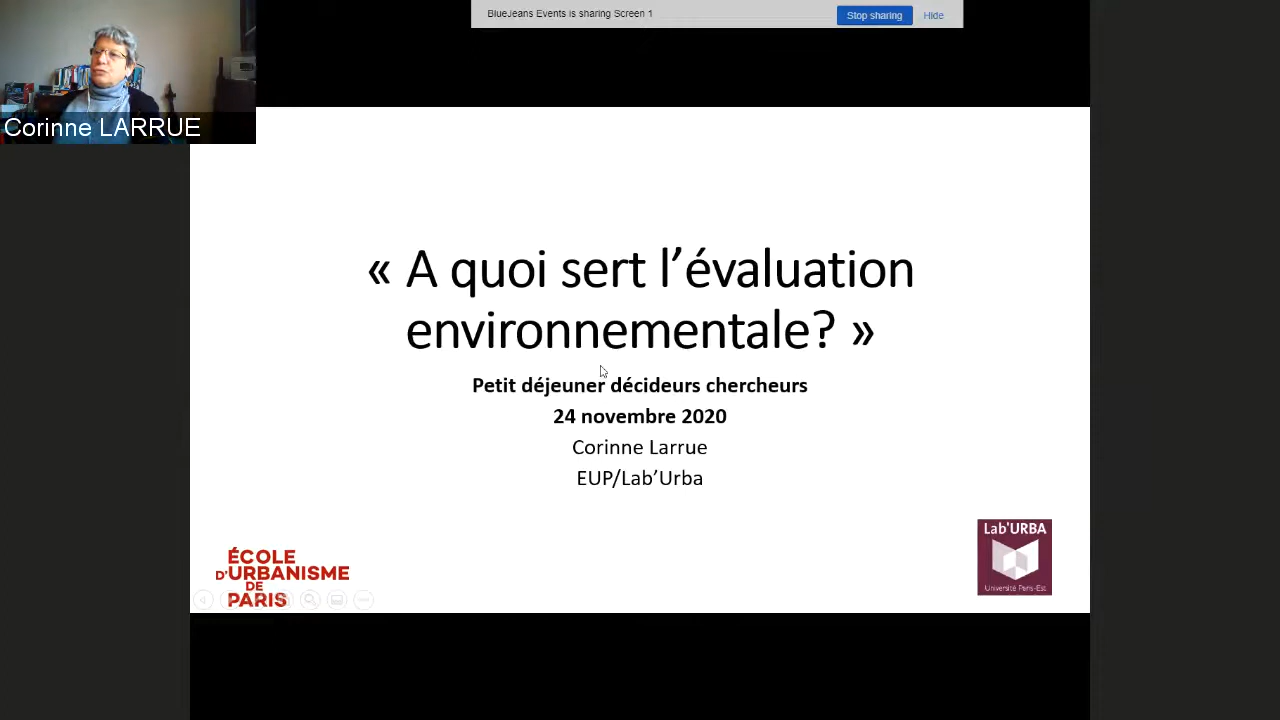 BlueJeans Events is sharing Screen 1
Stop sharing
Hide
Corinne LARRUE
« A quoi sert l’évaluation
environnementale? »
Petit déjeuner décideurs chercheurs
24 novembre 2020
Corinne Larrue
EUP/Lab’Urba
ÉCOLE
D'URBANISME
DE
PARIS
Lab'URBA
Université Paris-Est